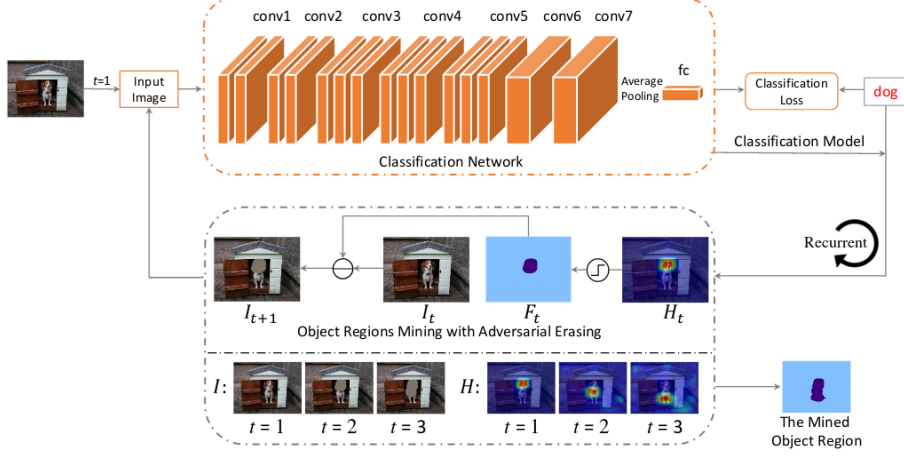 conv1 conv2 conv3 conv4 conv5 conv6 conv7
t=1
Input
Image
Average
Pooling
fc
Classification
Loss
dog
Classification Network
Classification Model
Recurrent
I_{t+1}
I_t
F_t
H_t
Object Regions Mining with Adversarial Erasing
I:
H:
t = 1 t = 2 t = 3
t = 1 t = 2 t = 3
The Mined
Object Region